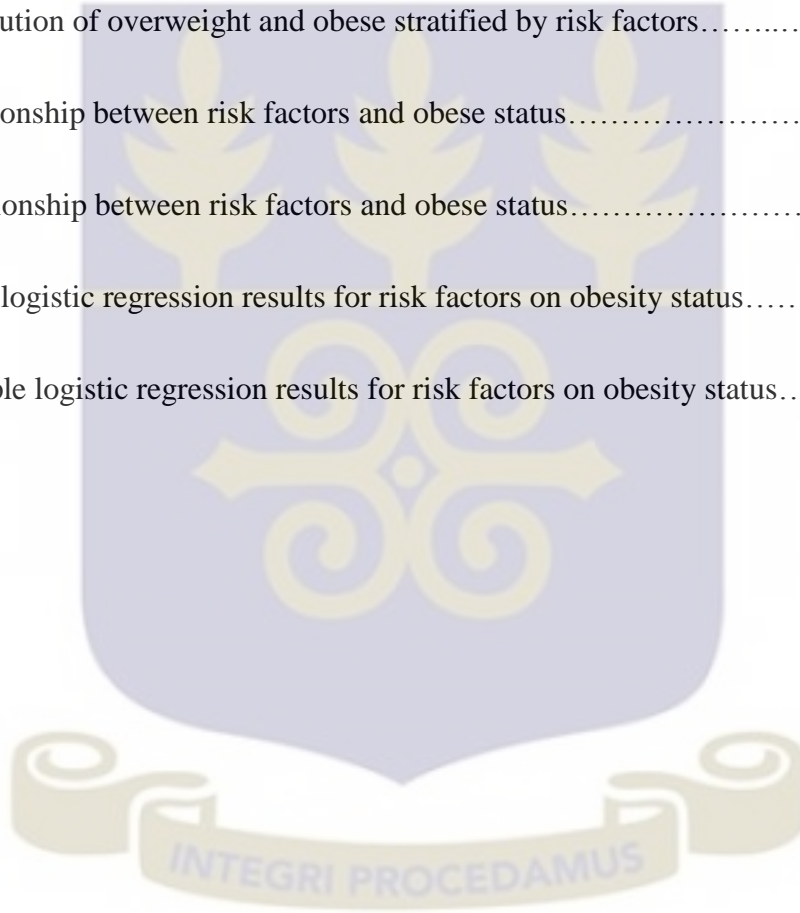 ution of overweight and obese stratified by risk factors……..…
onship between risk factors and obese status…………………
ionship between risk factors and obese status…………………
logistic regression results for risk factors on obesity status…..
ole logistic regression results for risk factors on obesity status…
INTEGRI PROCEDAMUS